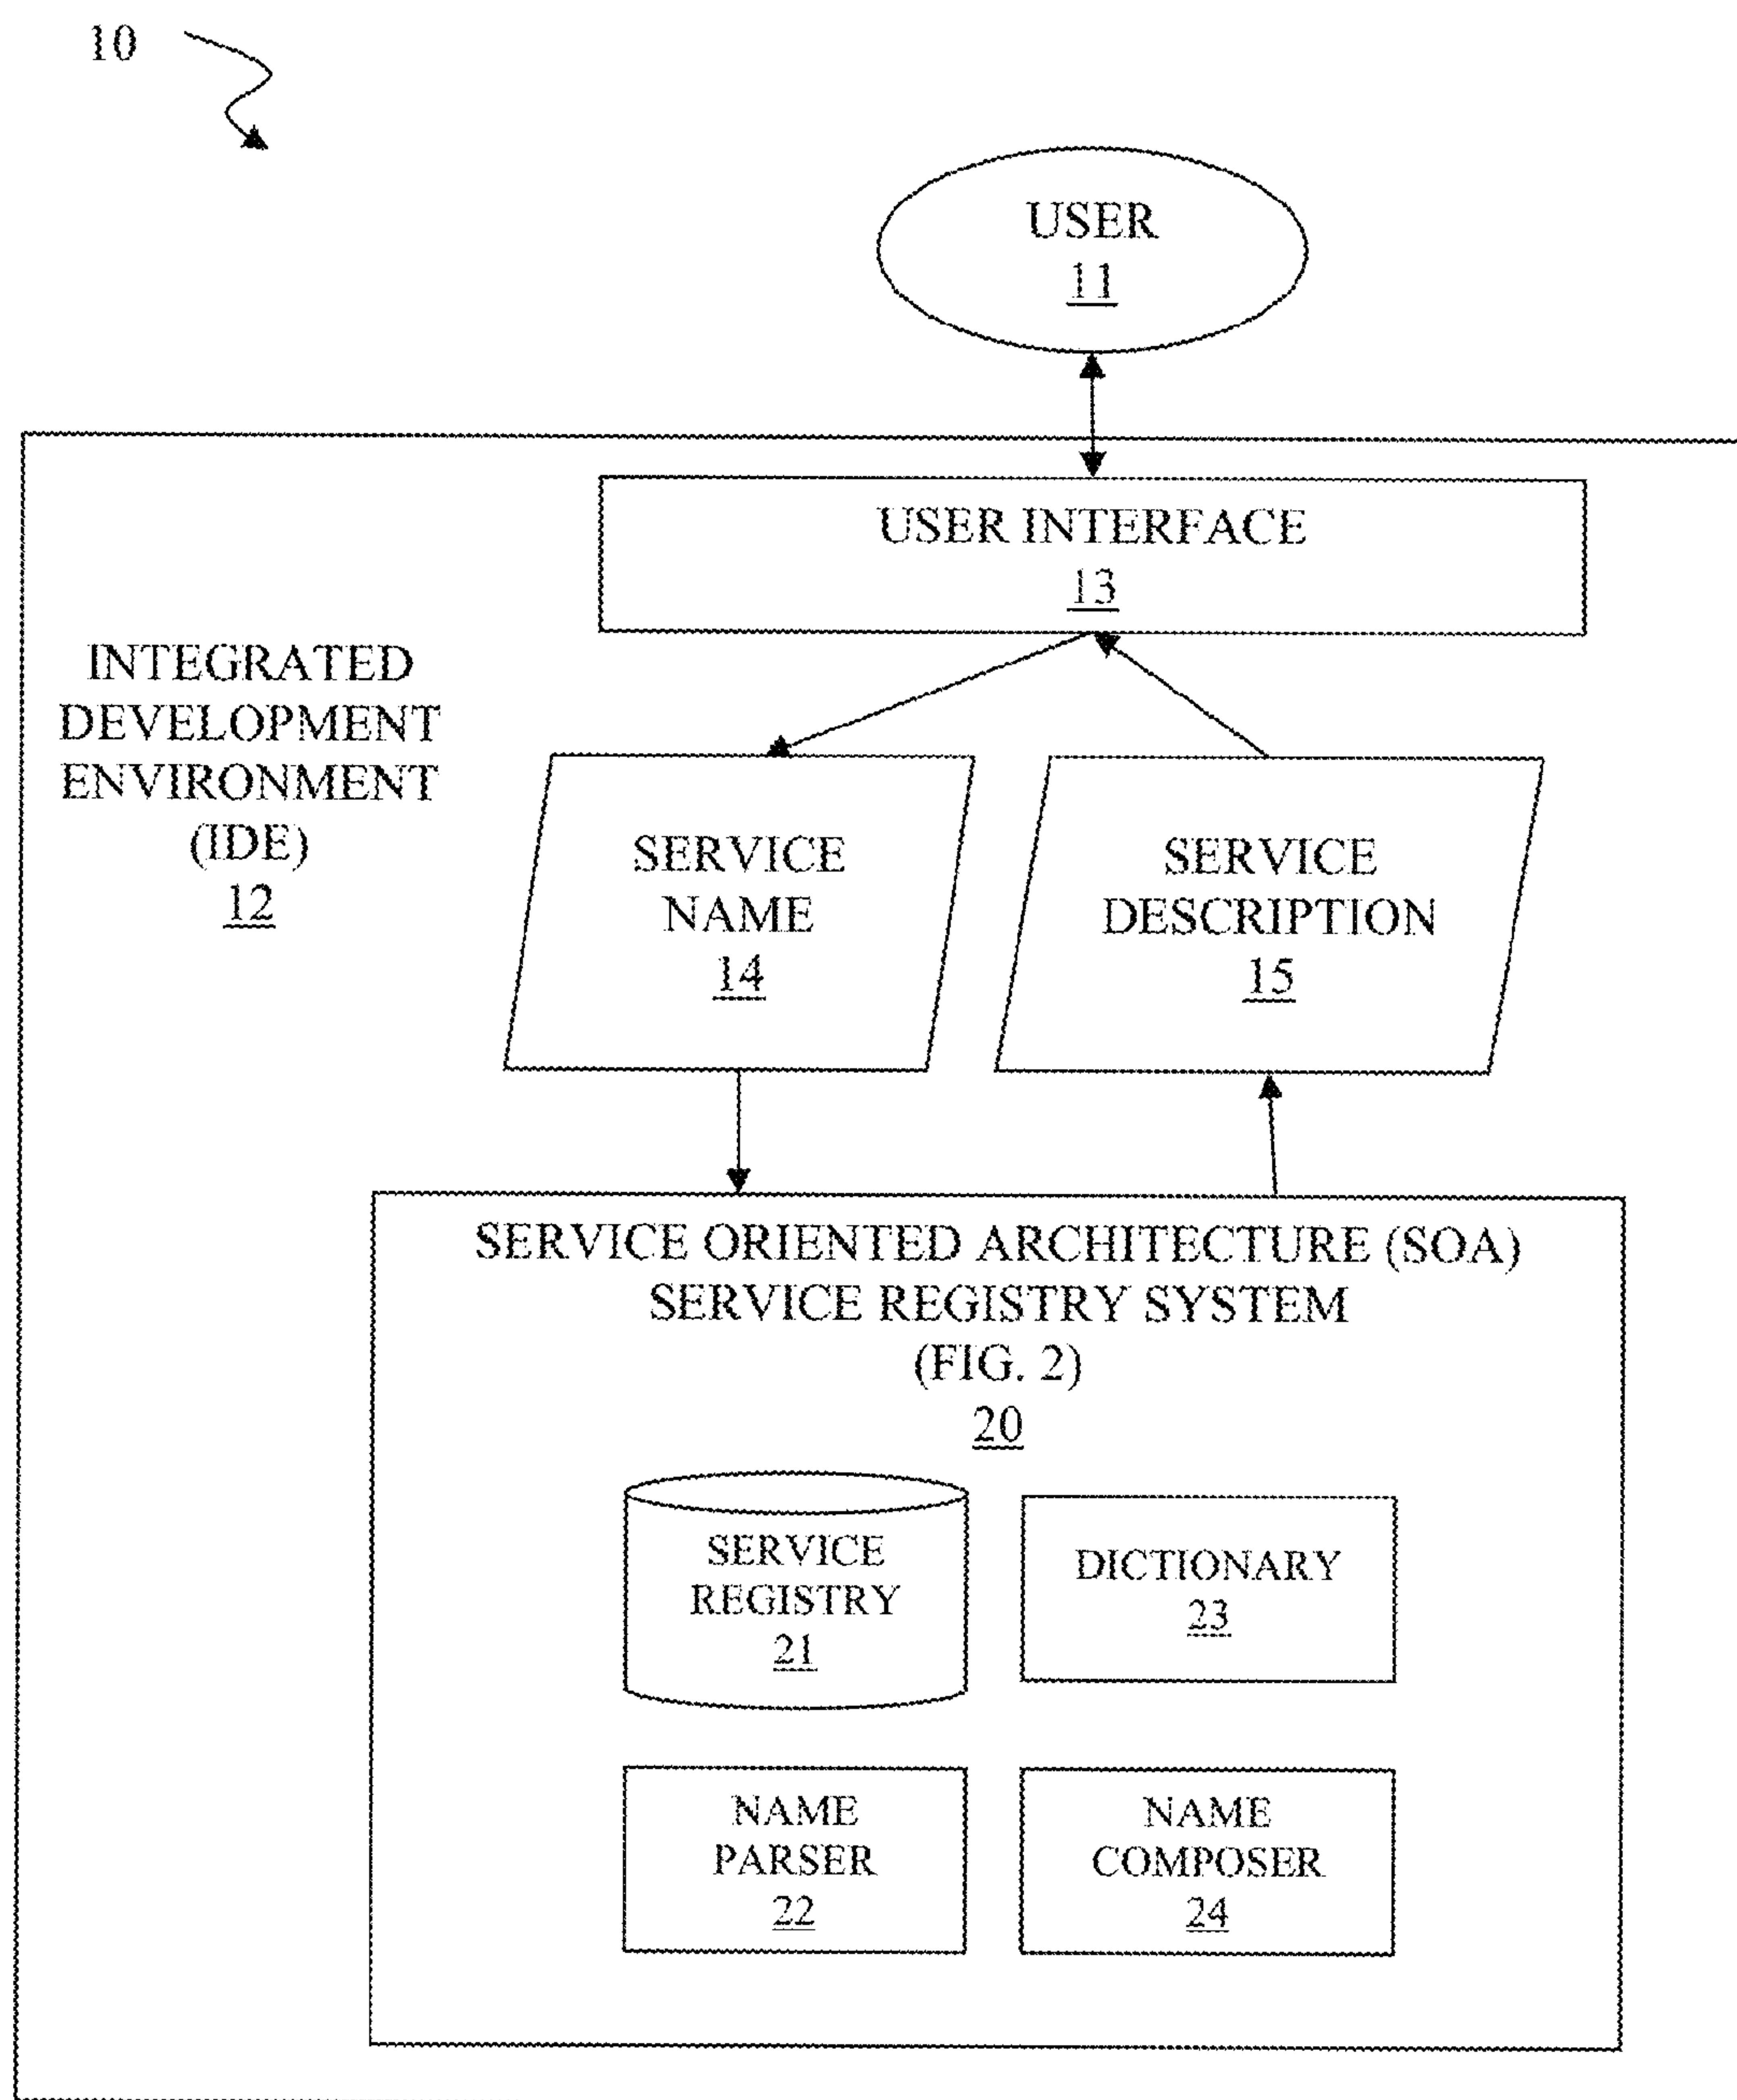 10
USER
11
USER INTERFACE
13
INTEGRATED
DEVELOPMENT
ENVIRONMENT
(IDE)
12
SERVICE
NAME
14
SERVICE
DESCRIPTION
15
SERVICE ORIENTED ARCHITECTURE (SOA)
SERVICE REGISTRY SYSTEM
(FIG. 2)
20
SERVICE
REGISTRY
21
DICTIONARY
23
NAME
PARSER
22
NAME
COMPOSER
24